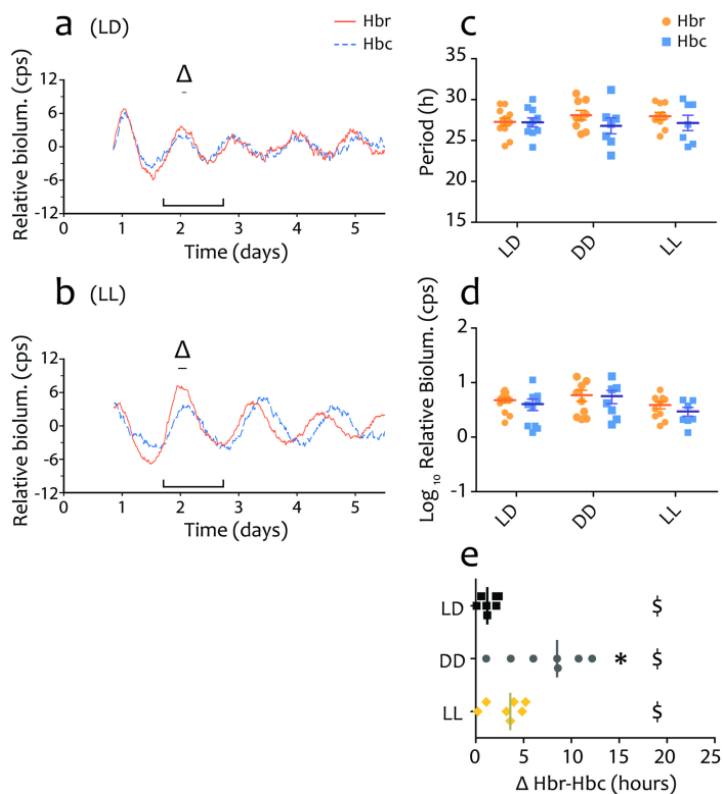 a (LD)
Hbr
Hbc
Δ
Relative biolum. (cps)
12
6
0
-6
-12
0 1 2 3 4 5
Time (days)
b (LL)
Δ
Relative biolum. (cps)
12
6
0
-6
-12
0 1 2 3 4 5
Time (days)
c
Hbr
Hbc
Period (h)
35
30
25
20
15
LD DD LL
d
Log 10 Relative Biolum. (cps)
2
1
0
-1
LD DD LL
e
LD $
DD * $
LL $
0 5 10 15 20 25
Δ Hbr-Hbc (hours)